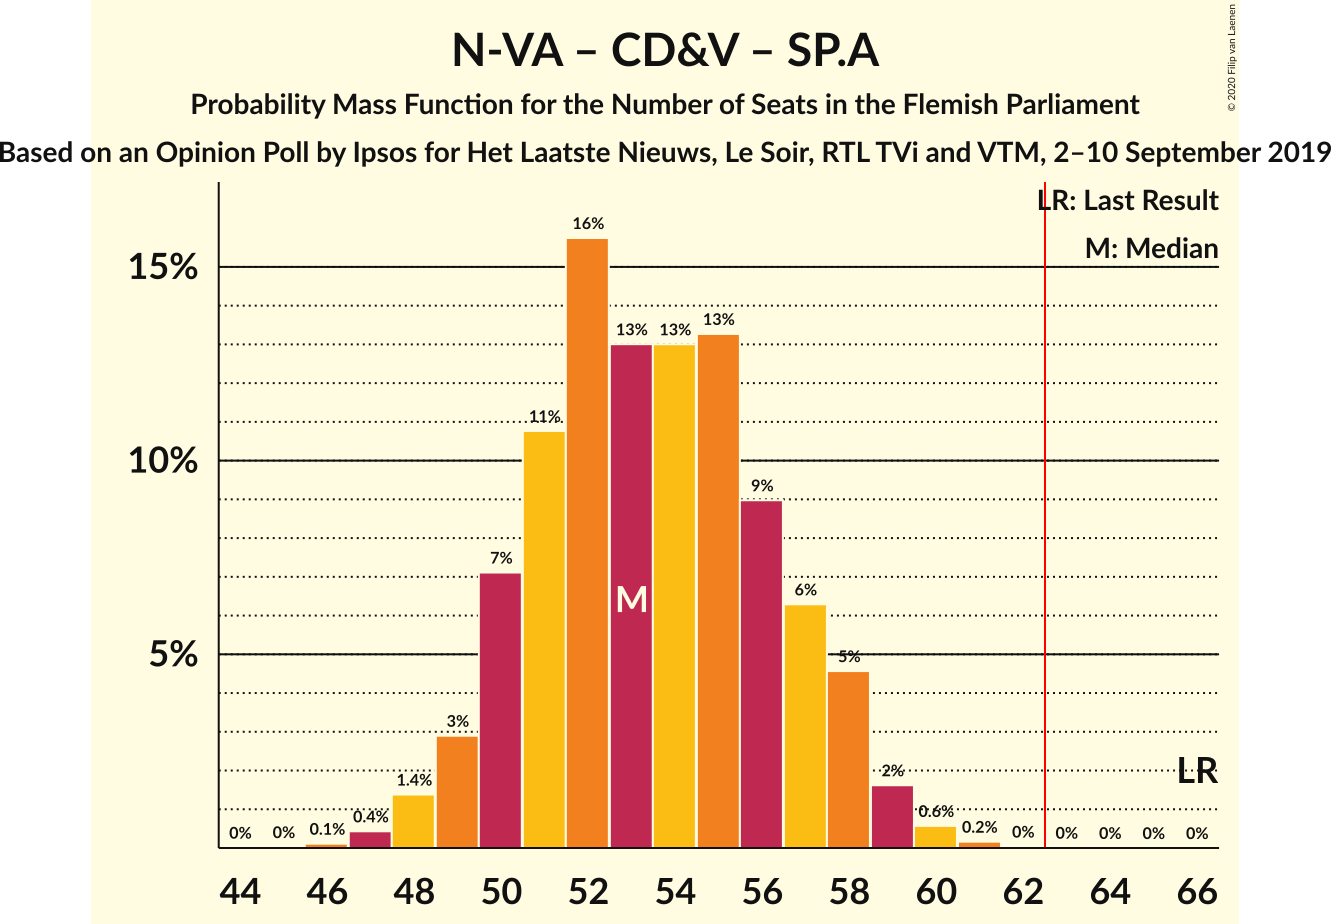 N-VA – CD&V – SP.A
Probability Mass Function for the Number of Seats in the Flemish Parliament
Based on an Opinion Poll by Ipsos for Het Laatste Nieuws, Le Soir, RTL TVi and VTM, 2–10 September 2019
© 2020 Filip van Laenen
LR: Last Result
M: Median
15%
10%
5%
0%
0%
0.1%
0.4%
1.4%
3%
7%
11%
16%
13%
13%
13%
9%
6%
5%
2%
0.6%
0.2%
0%
0%
0%
0%
0%
M
LR
44 46 48 50 52 54 56 58 60 62 64 66